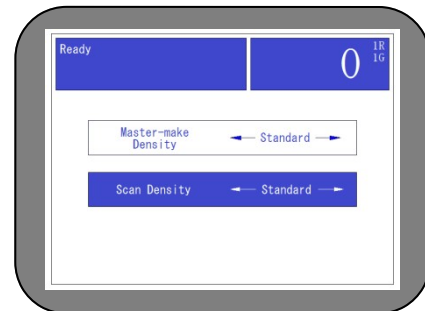 Ready
0
1R
1G
Master-make
Density
Standard
Scan Density
Standard